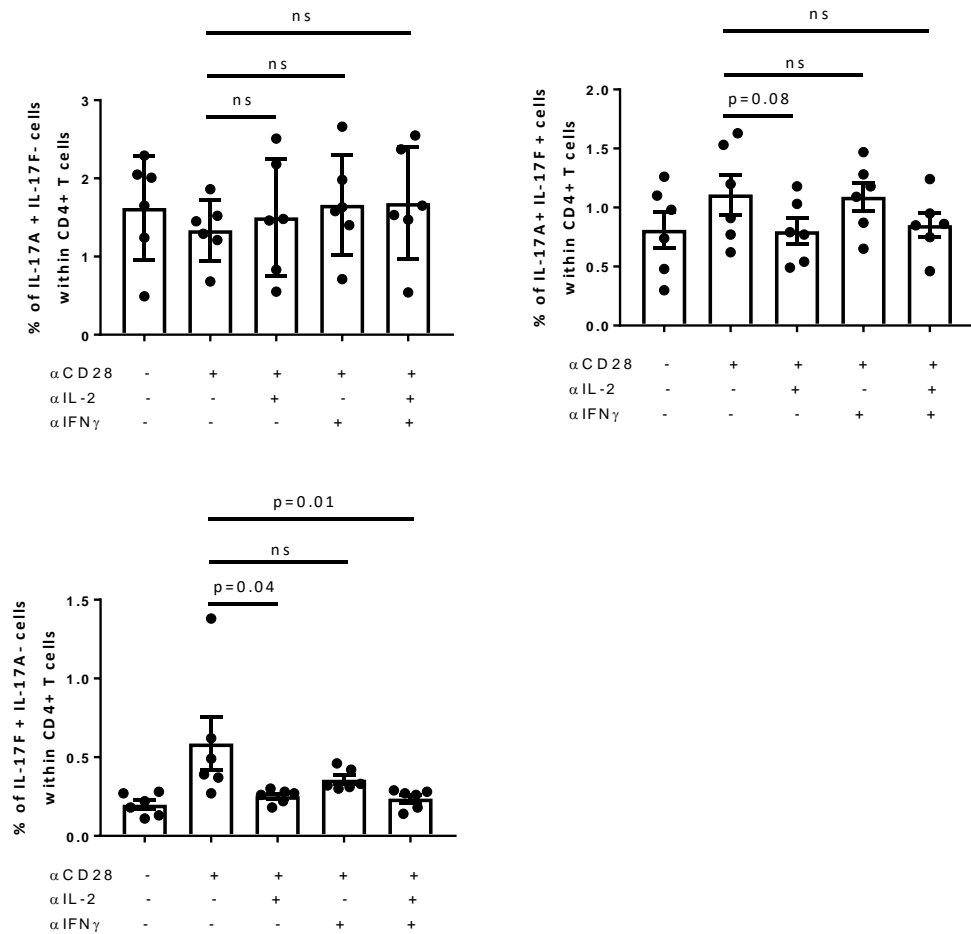 ns
ns
ns
% of IL-17A + IL-17F- cells
within CD4+ T cells
3
2
1
0
αCD28 - + + + +
αIL-2 - - + - +
αIFNγ - - - + +
ns
ns
p=0.08
% of IL-17A+ IL-17F + cells
within CD4+ T cells
2.0
1.5
1.0
0.5
0.0
αCD28 - + + + +
αIL-2 - - + - +
αIFNγ - - - + +
p=0.01
ns
p=0.04
% of IL-17F + IL-17A- cells
within CD4+ T cells
1.5
1.0
0.5
0.0
αCD28 - + + + +
αIL-2 - - + - +
αIFNγ - - - + +